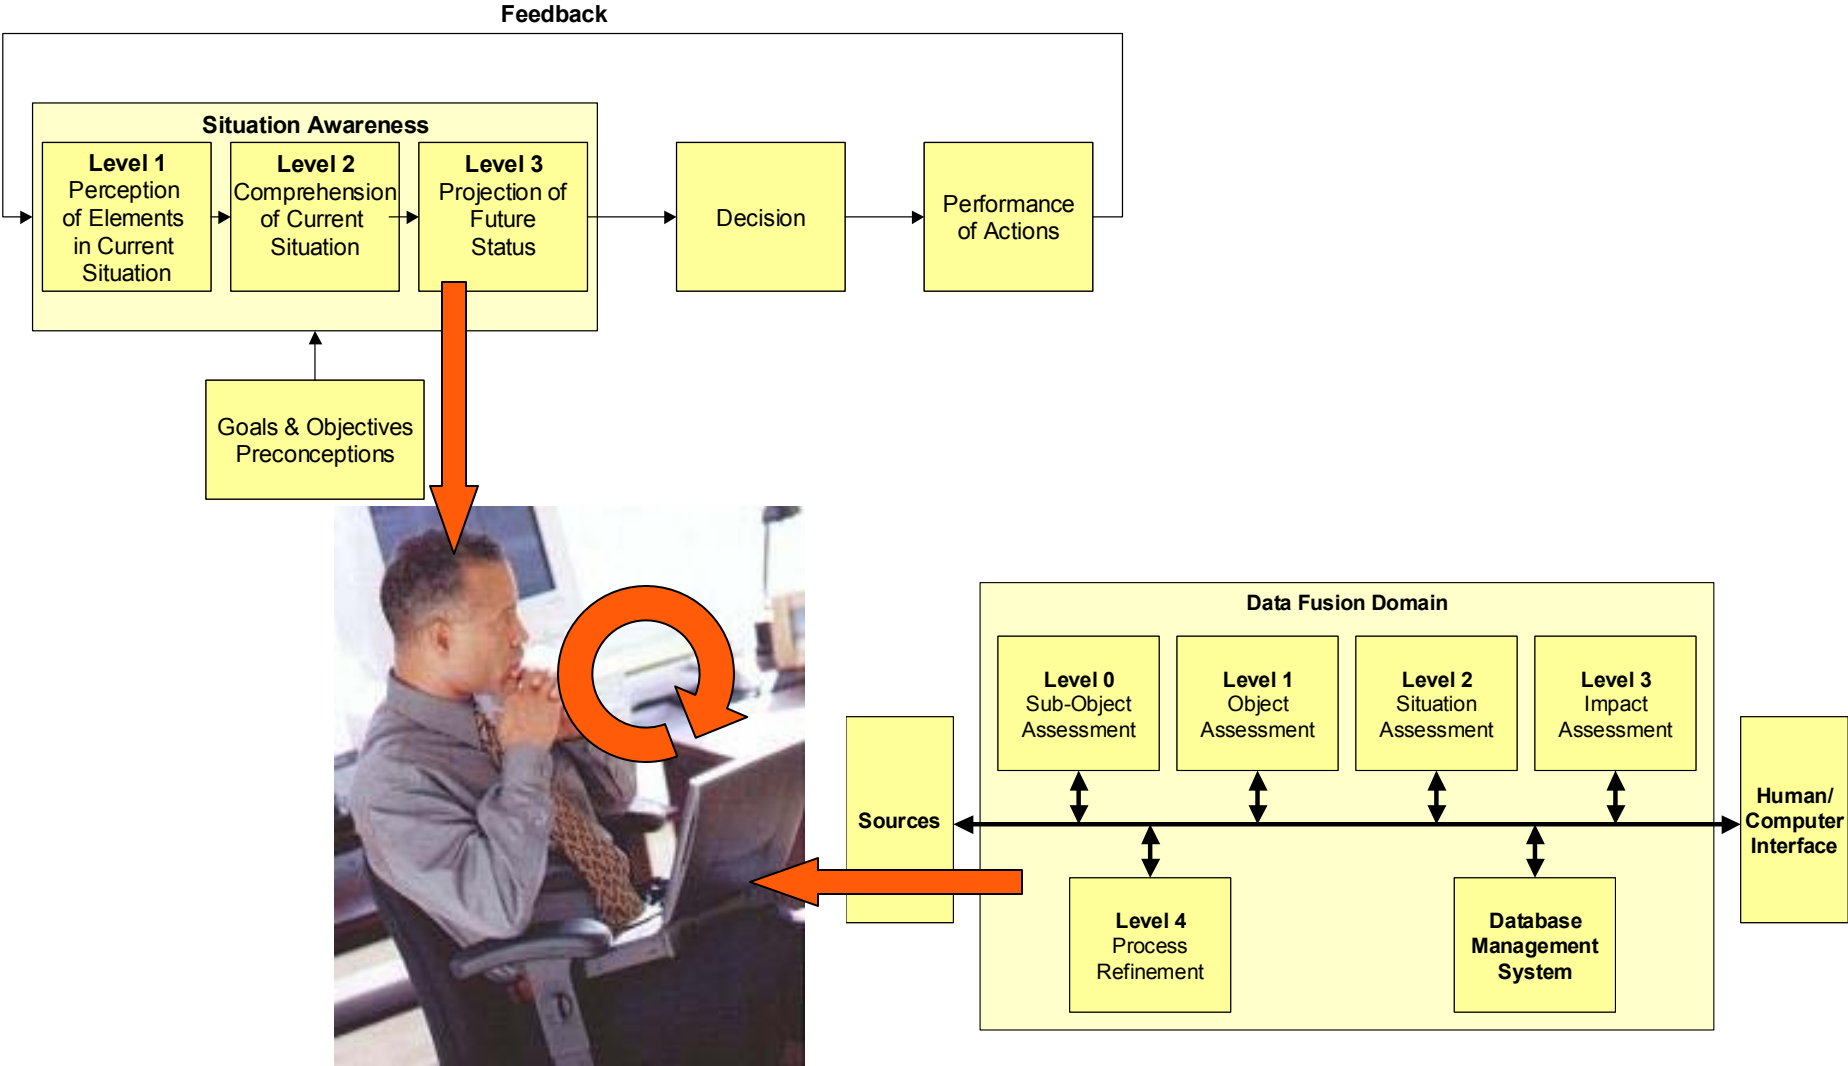 Feedback
Situation Awareness
Level 1
Perception
of Elements
in Current
Situation
Level 2
Comprehension
of Current
Situation
Level 3
Projection of
Future
Status
Decision
Performance
of Actions
Goals & Objectives
Preconceptions
Data Fusion Domain
Level 0
Sub-Object
Assessment
Level 1
Object
Assessment
Level 2
Situation
Assessment
Level 3
Impact
Assessment
Sources
Human/
Computer
Interface
Level 4
Process
Refinement
Database
Management
System